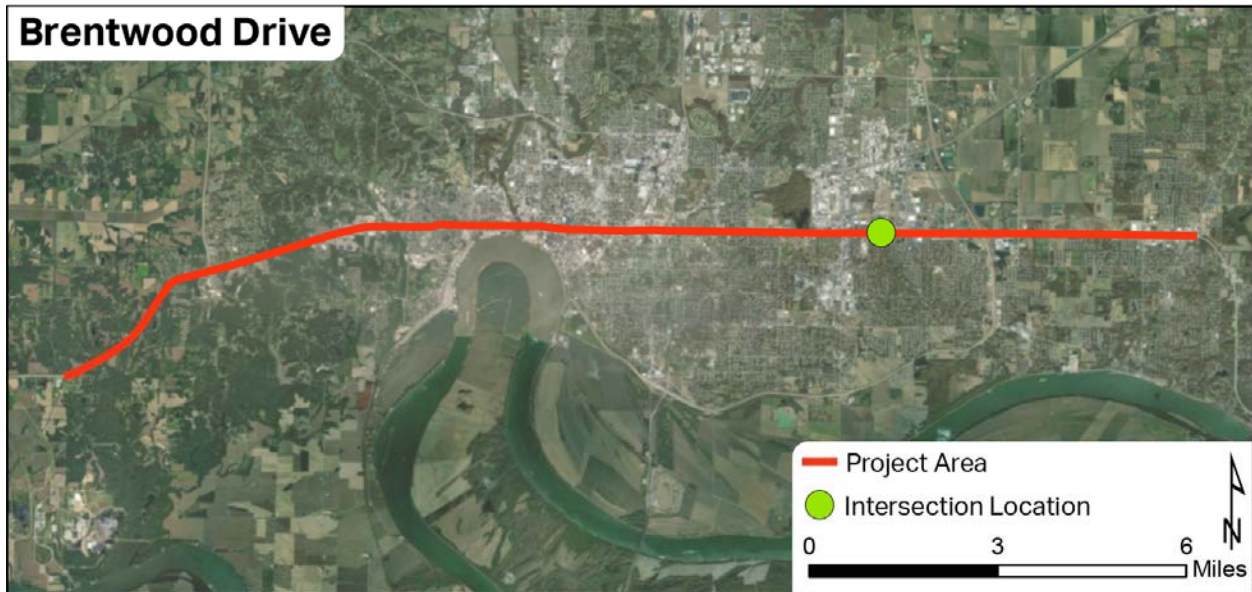 Brentwood Drive
Project Area
Intersection Location
0 3 6
Miles
N